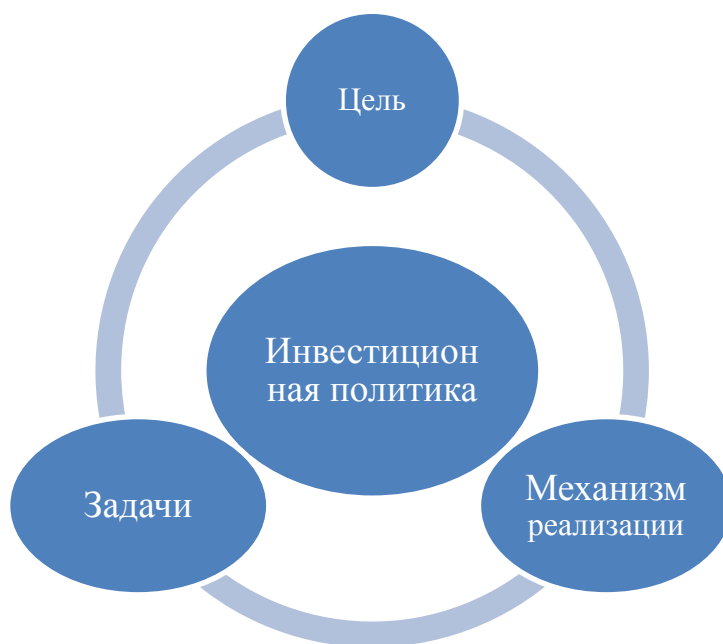 Цель
Инвестицион
ная политика
Задачи
Механизм
реализации